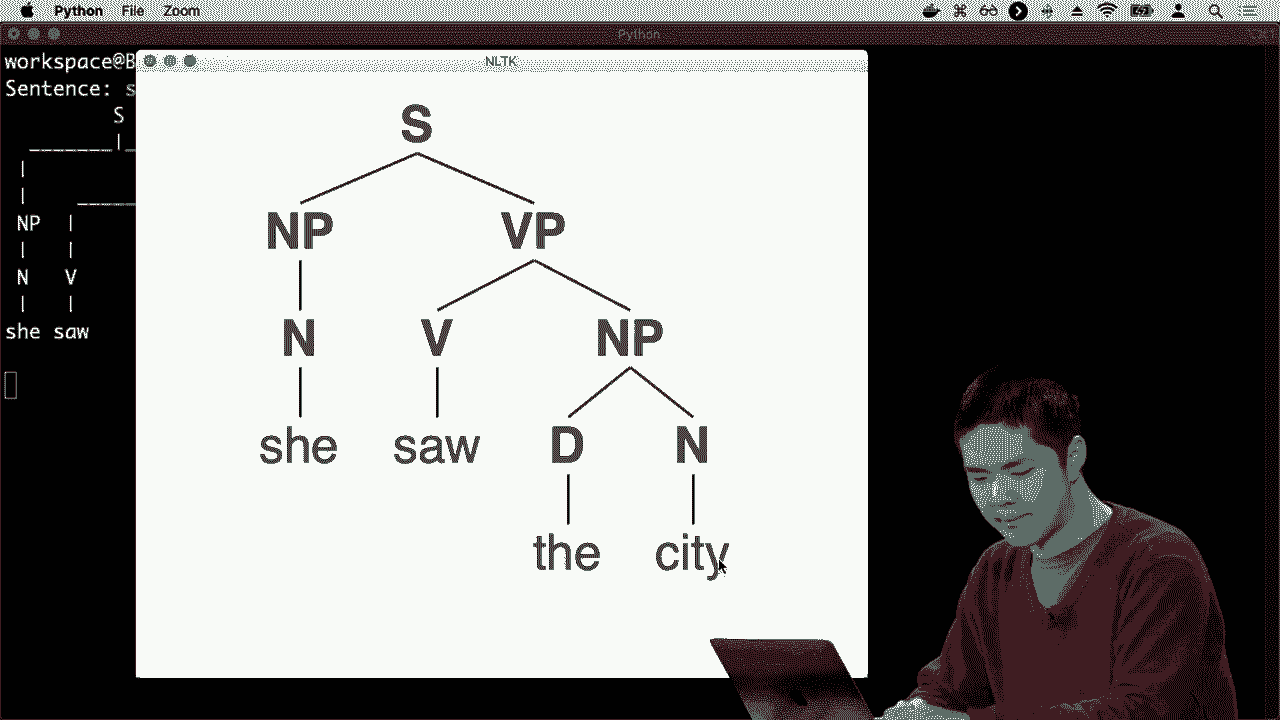 Python File Zoom
Python
workspace@B
Sentence: s
S
NP
N V
she saw
NLTK
S
NP VP
N V NP
she saw D N
the city